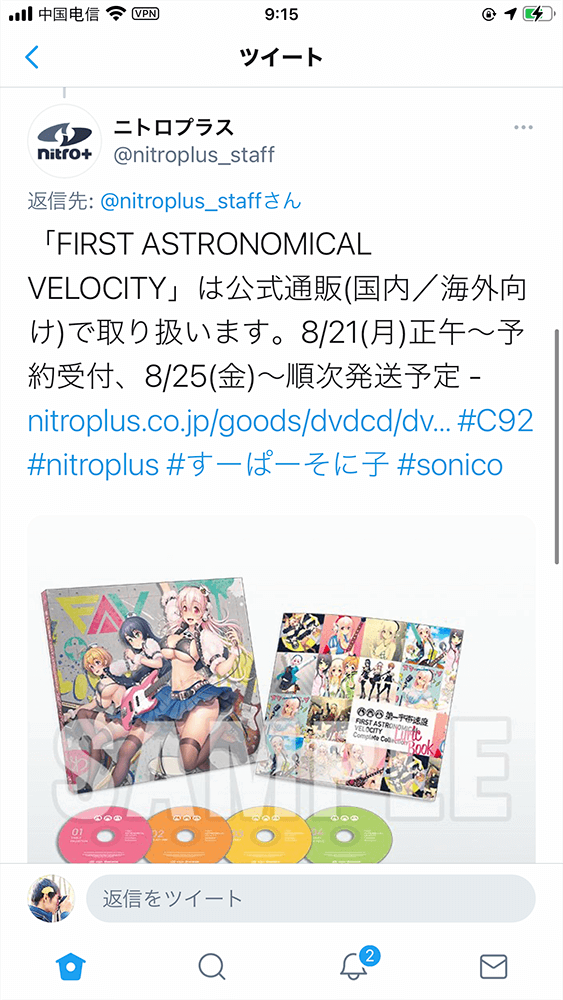 中国电信 VPN 9:15
ツイート
nitro+
ニトロプラス
@nitroplus_staff
返信先: @nitroplus_staffさん
「FIRST ASTRONOMICAL
VELOCITY」は公式通販(国内／海外向
け)で取り扱います。8/21(月)正午〜予
約受付、8/25(金)〜順次発送予定 -
nitroplus.co.jp/goods/dvdcd/dv... #C92
#nitroplus #すーぱーそに子 #sonico
FAV
第一宇宙速度
FIRST ASTRONOMICAL
VELOCITY
Complete Collection
Little
Book
SAMPLE
01
02
返信をツイート
2